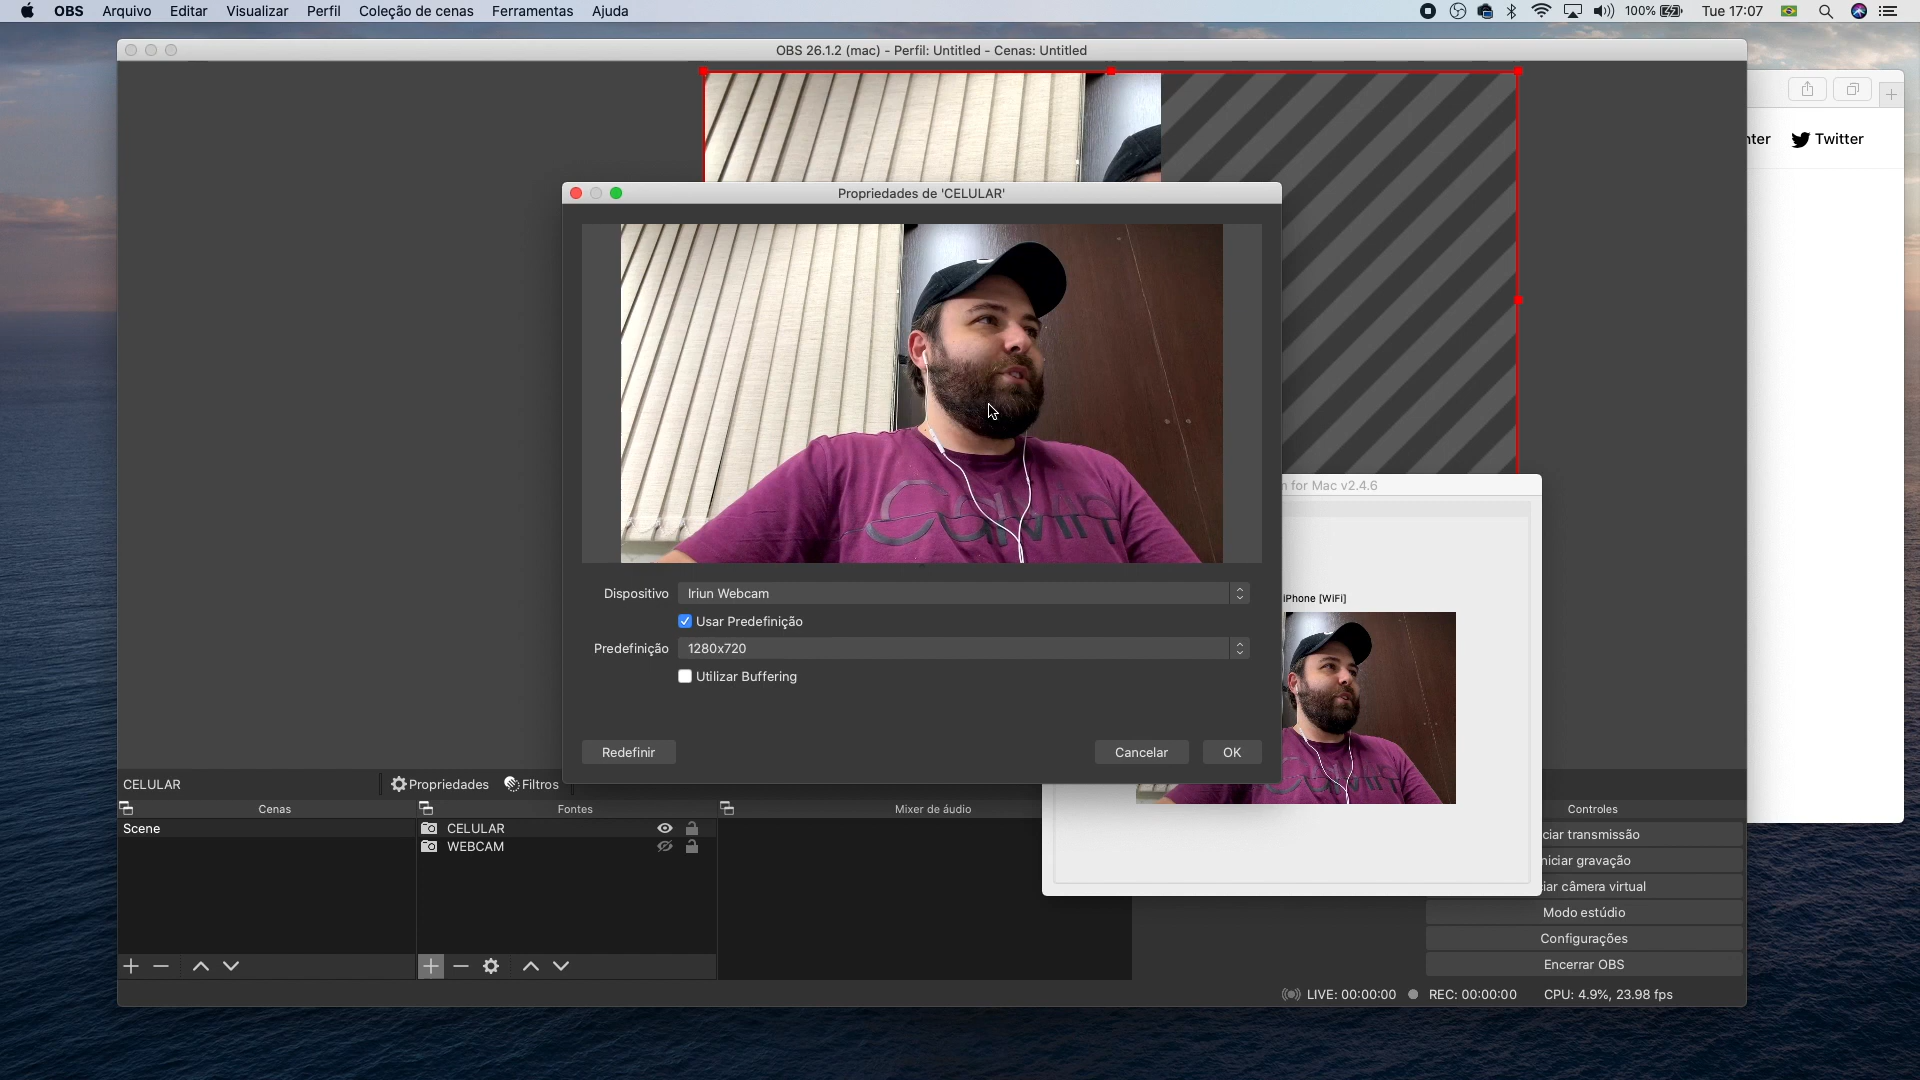 OBS Arquivo Editar Visualizar Perfil Coleção de cenas Ferramentas Ajuda 100% Tue 17:07
OBS 26.1.2 (mac) - Perfil: Untitled - Cenas: Untitled
Twitter
Propriedades de 'CELULAR'
Calvin
for Mac v2.4.6
Dispositivo Iriun Webcam
iPhone [WiFi]
Usar Predefinição
Predefinição 1280x720
Utilizar Buffering
Redefinir Cancelar OK
CELULAR Propriedades Filtros
Cenas Fontes Mixer de áudio Controles
Scene CELULAR
WEBCAM
ciar transmissão
niciar gravação
iar câmera virtual
Modo estúdio
Configurações
Encerrar OBS
LIVE: 00:00:00 REC: 00:00:00 CPU: 4.9%, 23.98 fps